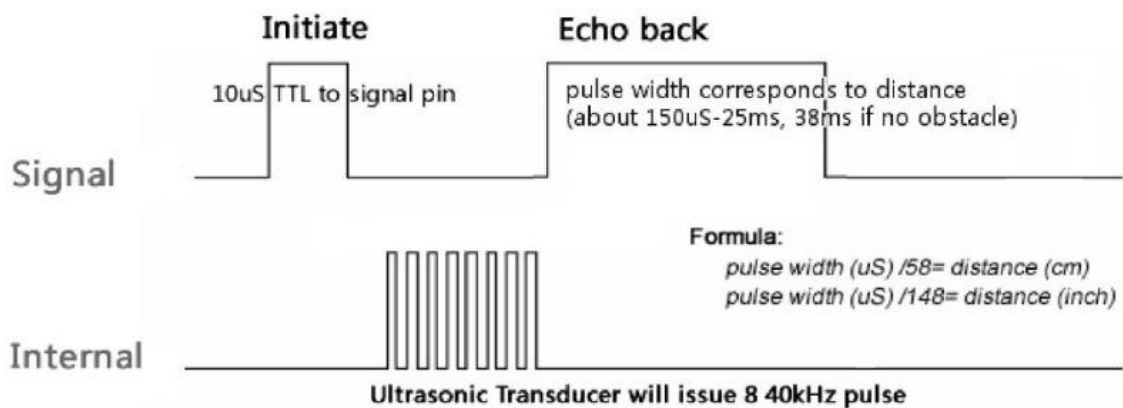 Initiate
Echo back
10uS TTL to signal pin
pulse width corresponds to distance
(about 150uS-25ms, 38ms if no obstacle)
Signal
Formula:
pulse width (uS) /58= distance (cm)
pulse width (uS) /148= distance (inch)
Internal
Ultrasonic Transducer will issue 8 40kHz pulse